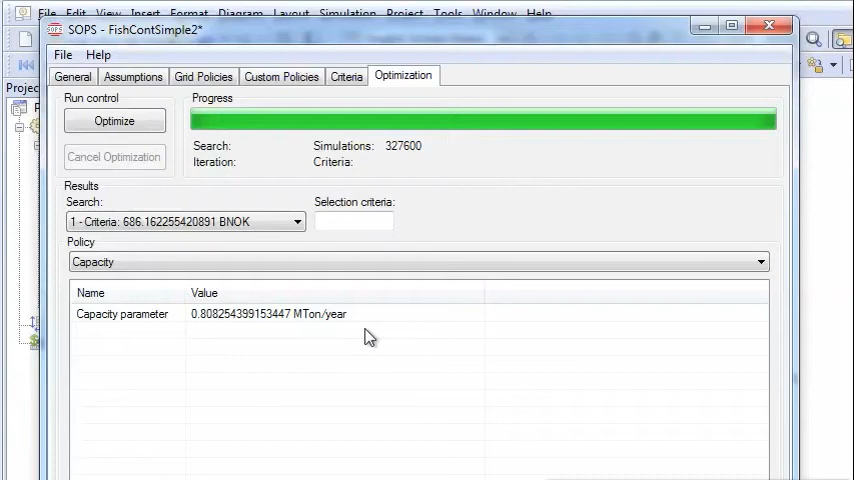 File Edit View Insert Format Diagram Layout Simulation Project Tools Window Help
SOPS - FishContSimple2*
File Help
General Assumptions Grid Policies Custom Policies Criteria Optimization
Run control
Optimize
Cancel Optimization
Progress
Search: Simulations: 327600
Iteration: Criteria:
Results
Search: Selection criteria:
1 - Criteria: 686.162255420891 BNOK
Policy
Capacity
Name Value
Capacity parameter 0.808254399153447 MTon/year
Projec